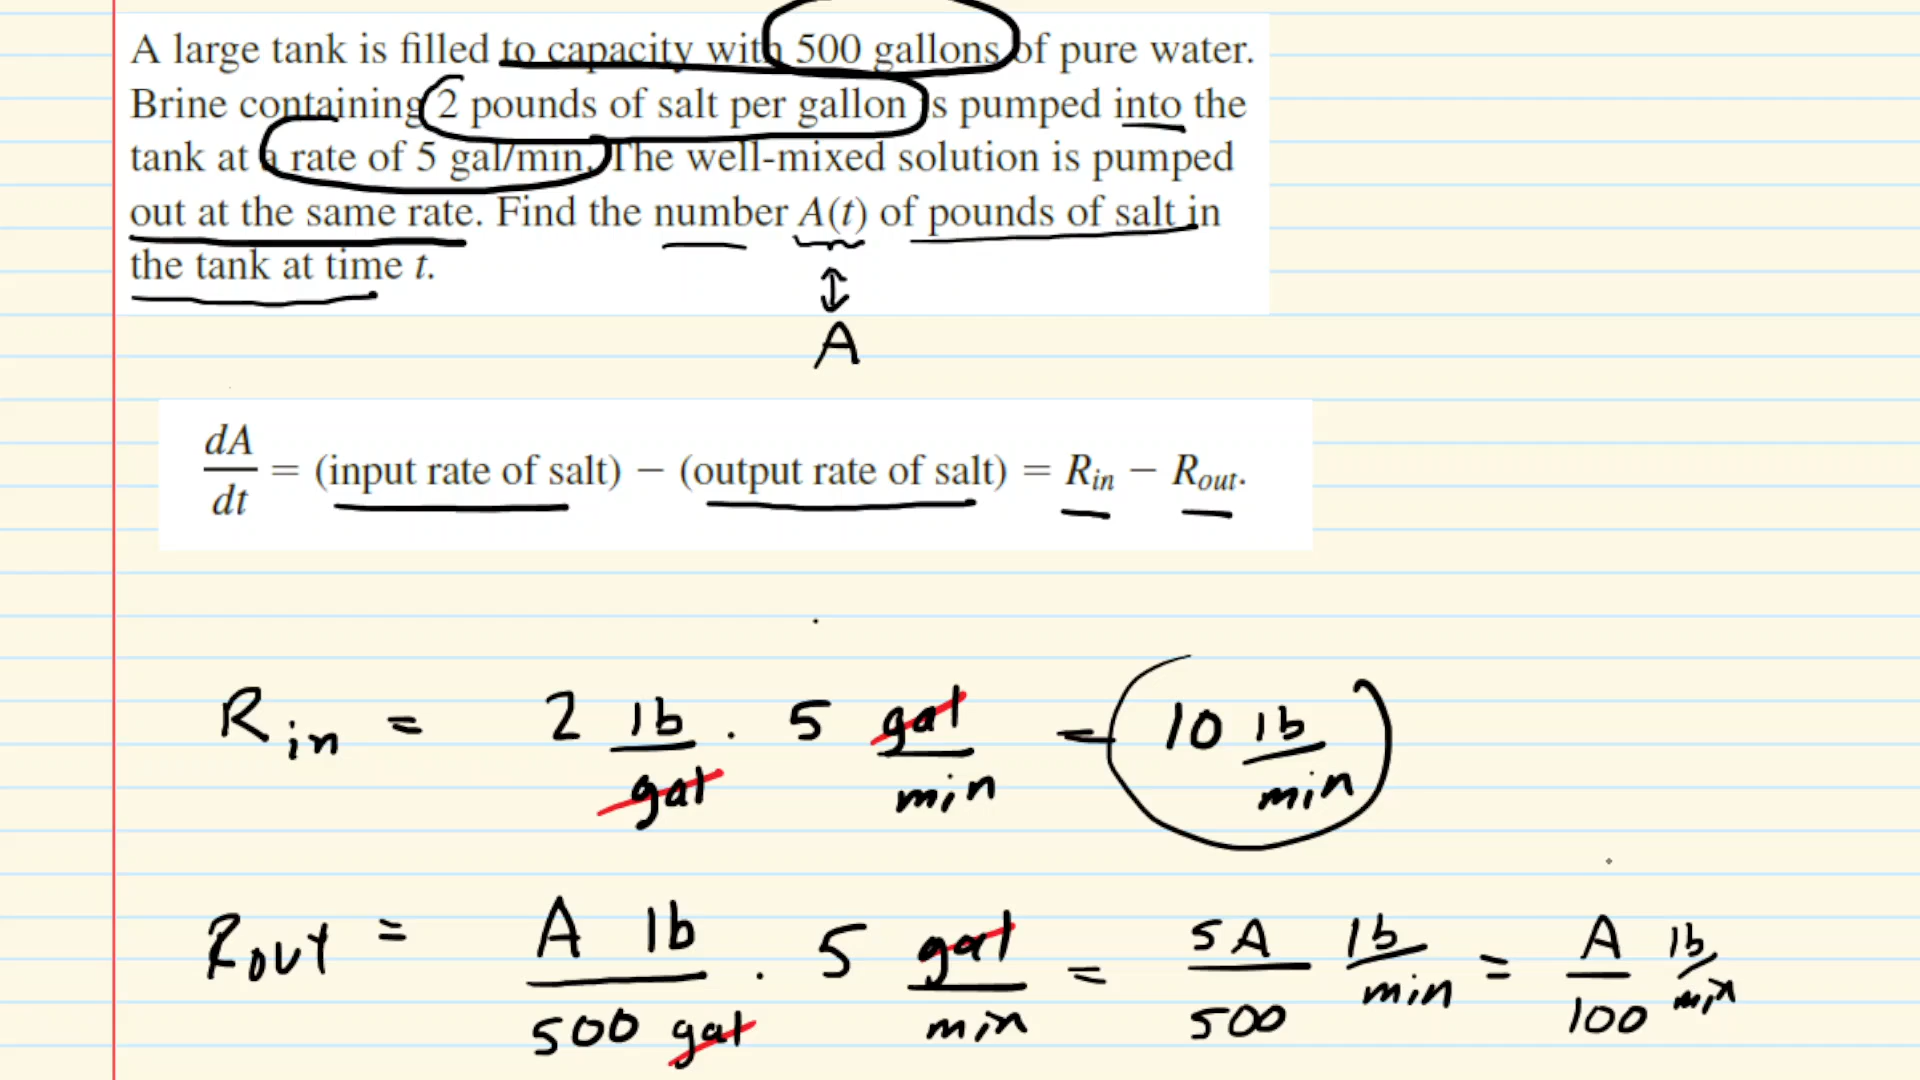 A large tank is filled to capacity with 500 gallons of pure water.
Brine containing 2 pounds of salt per gallon is pumped into the
tank at a rate of 5 gal/min. The well-mixed solution is pumped
out at the same rate. Find the number A(t) of pounds of salt in
the tank at time t.
↕
A
dA/dt = (input rate of salt) − (output rate of salt) = R_in − R_out.
R_in = 2 lb/gal · 5 gal/min = 10 lb/min
R_out = A lb/500 gal · 5 gal/min = 5A/500 lb/min = A/100 lb/min